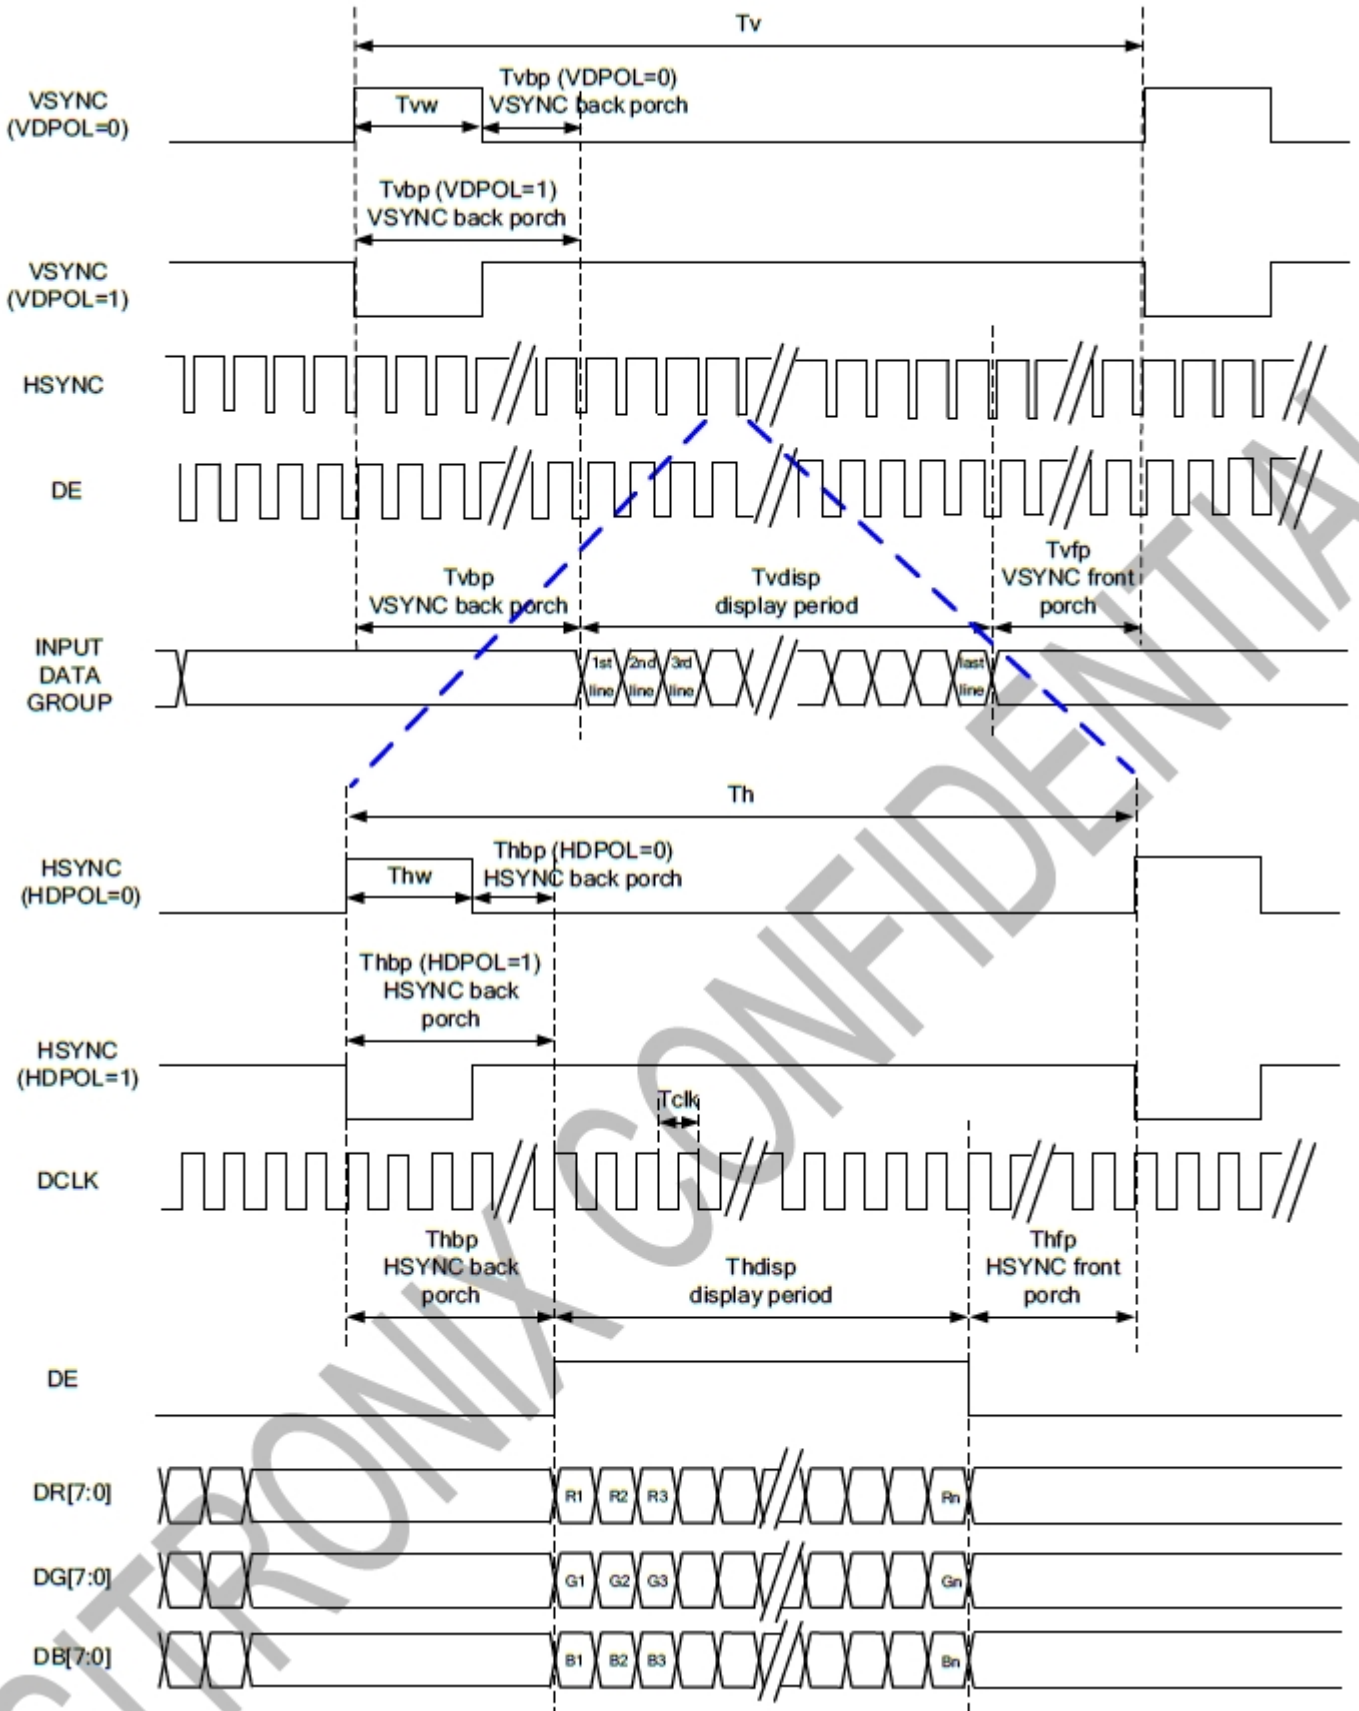 Tv
VSYNC
(VDPOL=0)
Tvw
Tvbp (VDPOL=0)
VSYNC back porch
Tvbp (VDPOL=1)
VSYNC back porch
VSYNC
(VDPOL=1)
HSYNC
DE
Tvbp
VSYNC back porch
Tvdisp
display period
Tvfp
VSYNC front
porch
INPUT
DATA
GROUP
1st
line
2nd
line
3rd
line
last
line
Th
HSYNC
(HDPOL=0)
Thw
Thbp (HDPOL=0)
HSYNC back porch
Thbp (HDPOL=1)
HSYNC back
porch
HSYNC
(HDPOL=1)
Tclk
DCLK
Thbp
HSYNC back
porch
Thdisp
display period
Thfp
HSYNC front
porch
DE
DR[7:0]
R1 R2 R3 Rn
DG[7:0]
G1 G2 G3 Gn
DB[7:0]
B1 B2 B3 Bn
CITRONIX CONFIDENTIAL